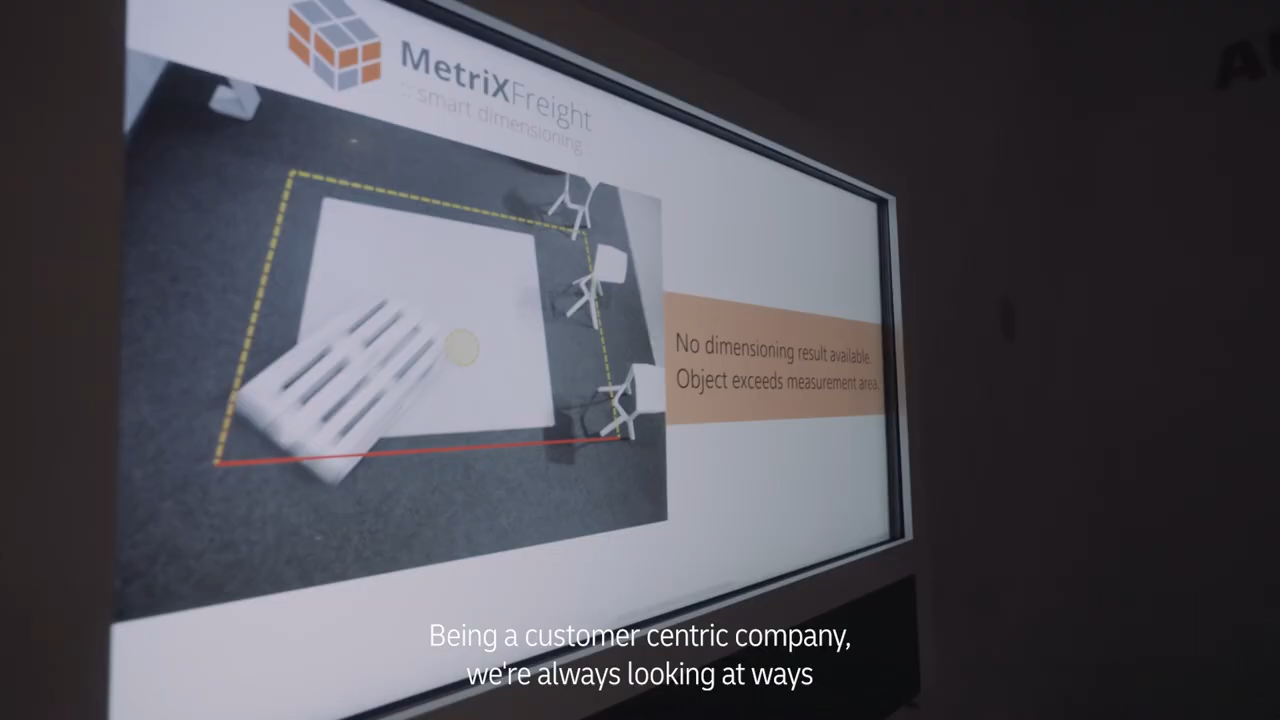 MetriXFreight
smart dimensioning
No dimensioning result available.
Object exceeds measurement area.
Being a customer centric company,
we're always looking at ways